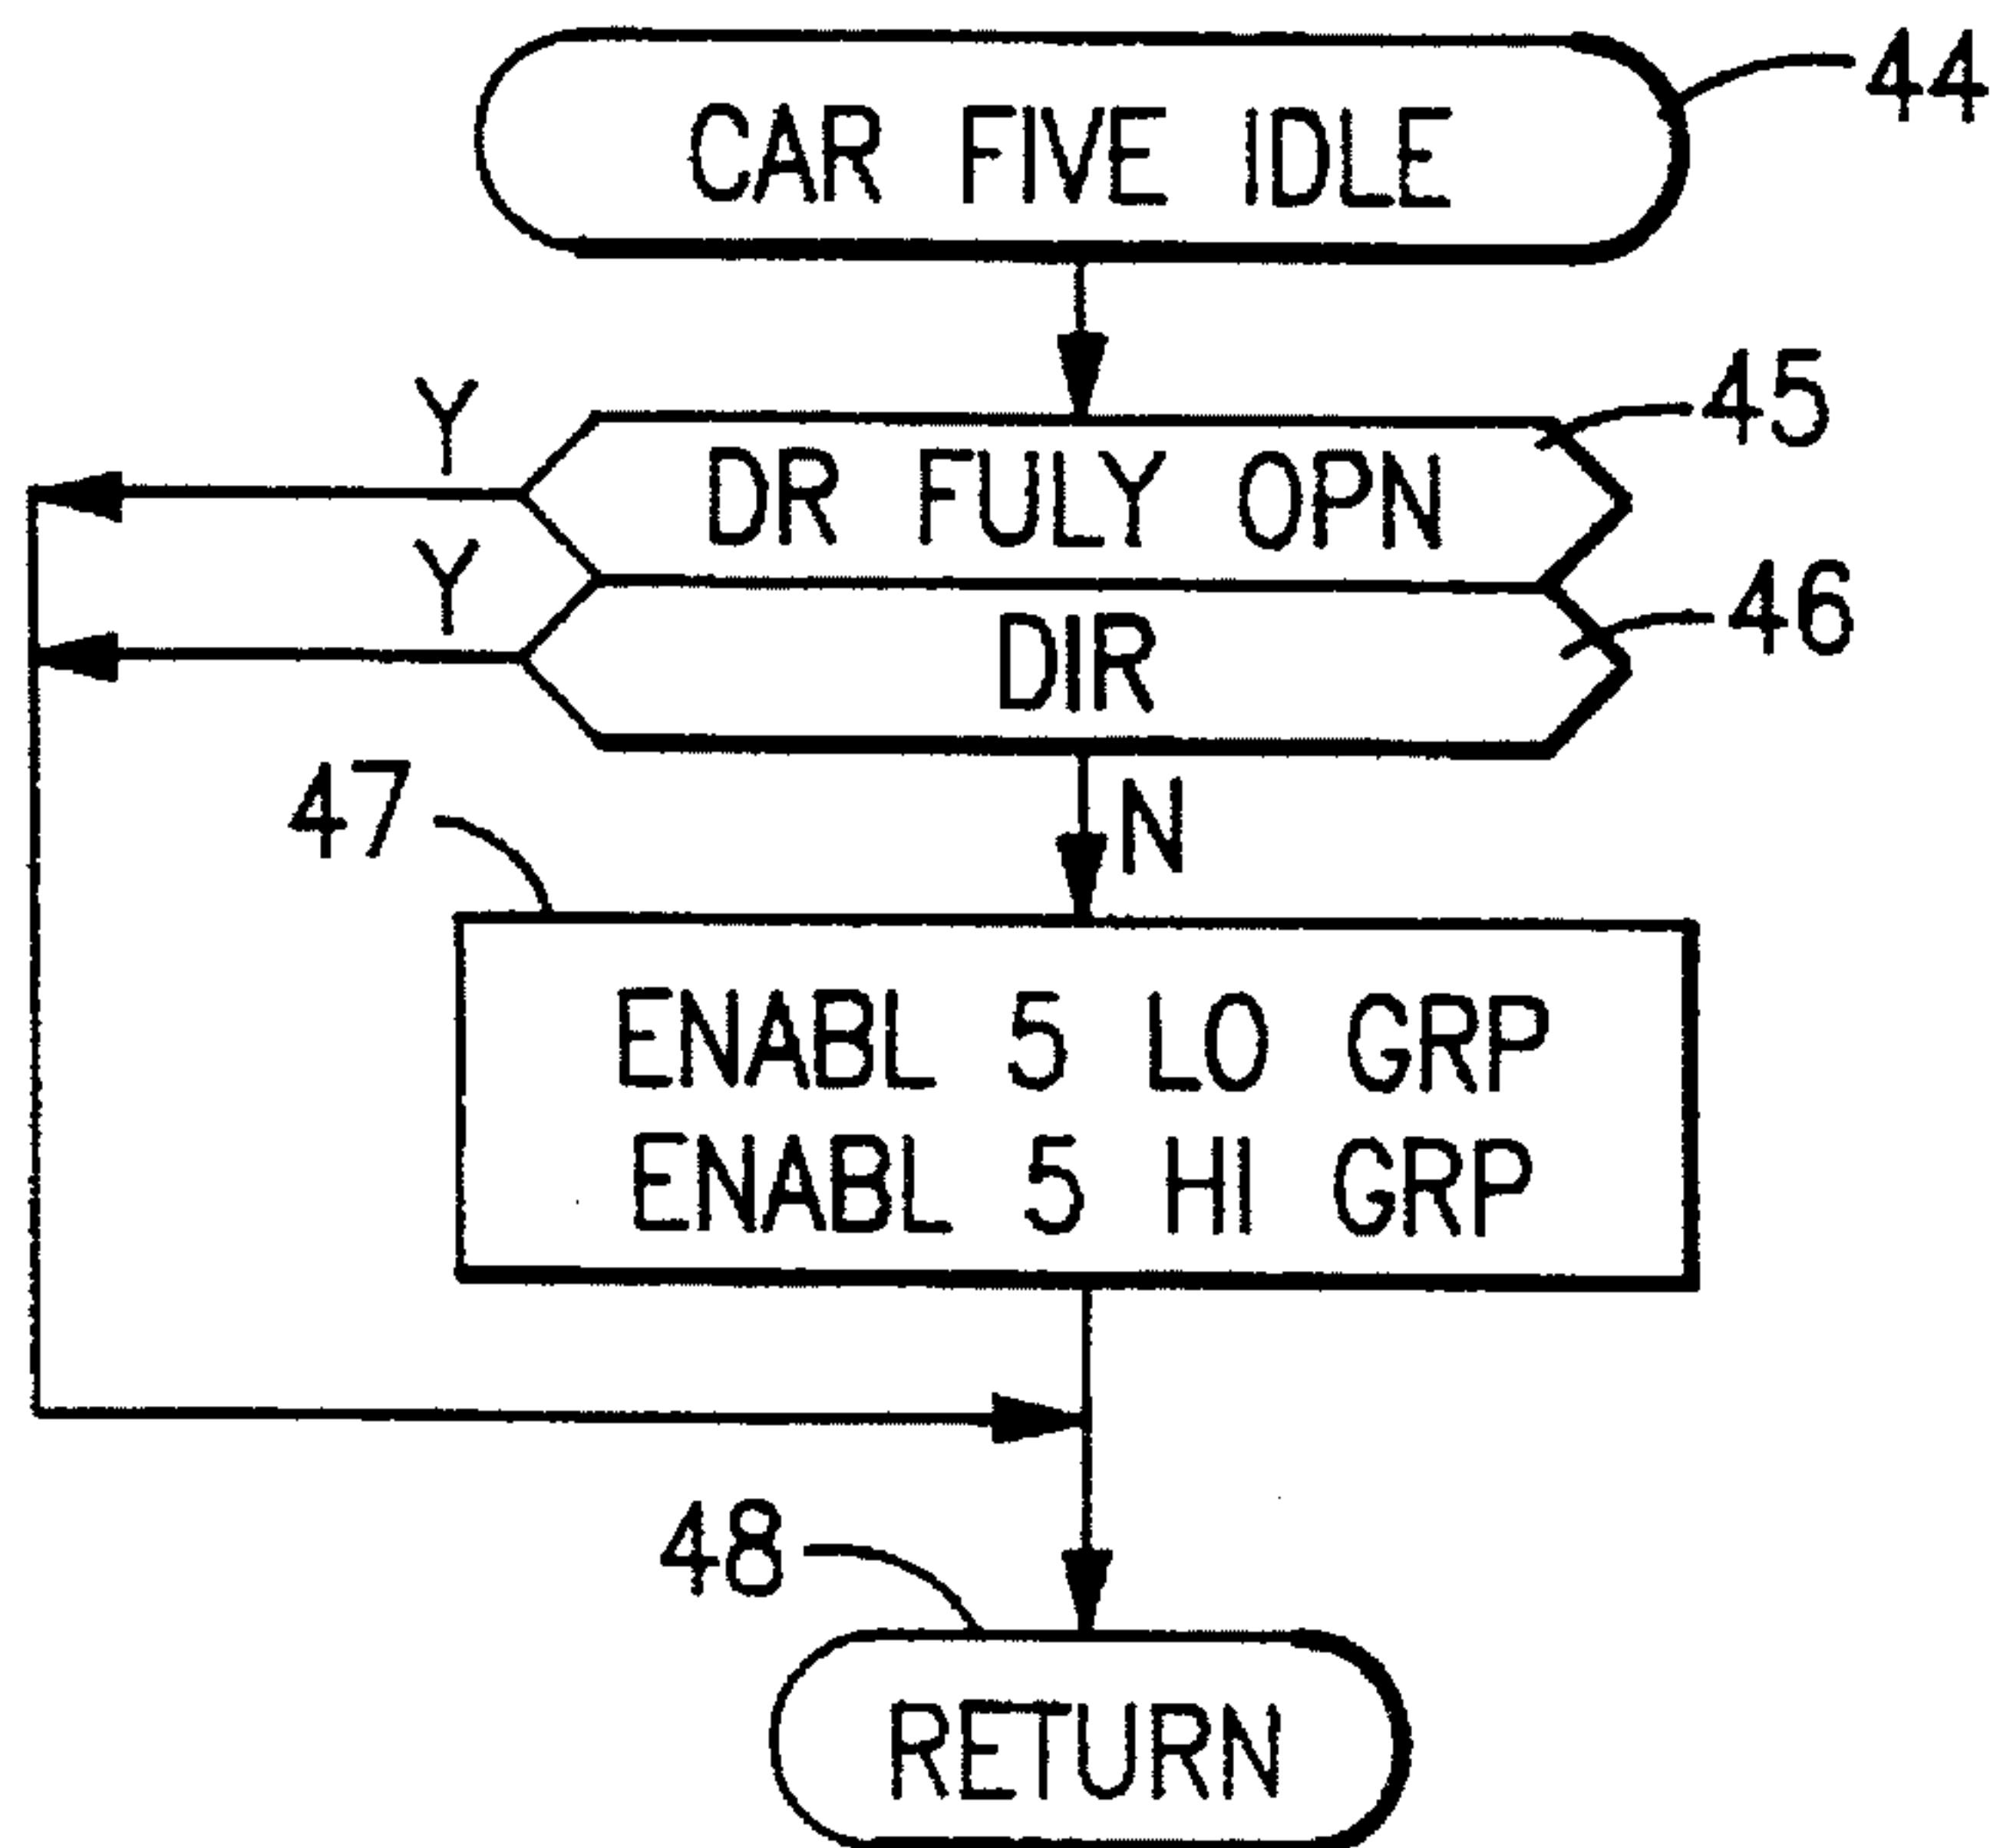 CAR FIVE IDLE
44
Y
DR FULY OPN
45
Y
DIR
46
47
N
ENABL 5 LO GRP
ENABL 5 HI GRP
48
RETURN